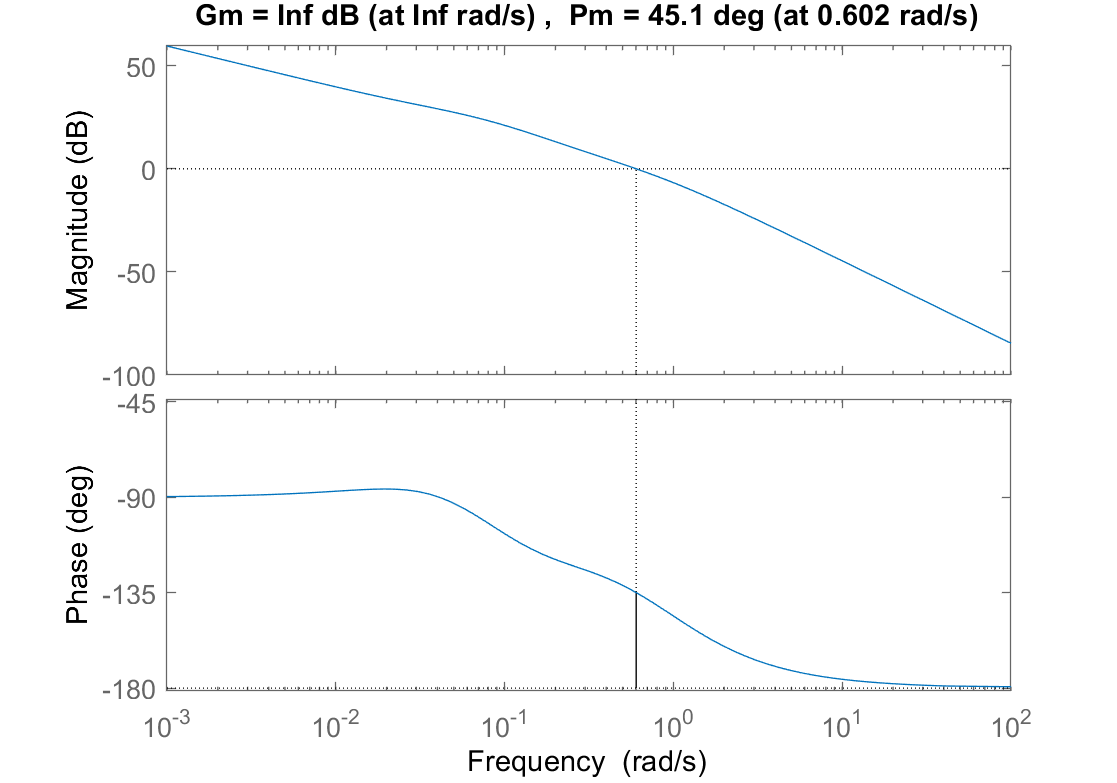 Gm = Inf dB (at Inf rad/s) ,  Pm = 45.1 deg (at 0.602 rad/s)
50
0
-50
-100
Magnitude (dB)
-45
-90
-135
-180
Phase (deg)
10^-3 10^-2 10^-1 10^0 10^1 10^2
Frequency  (rad/s)